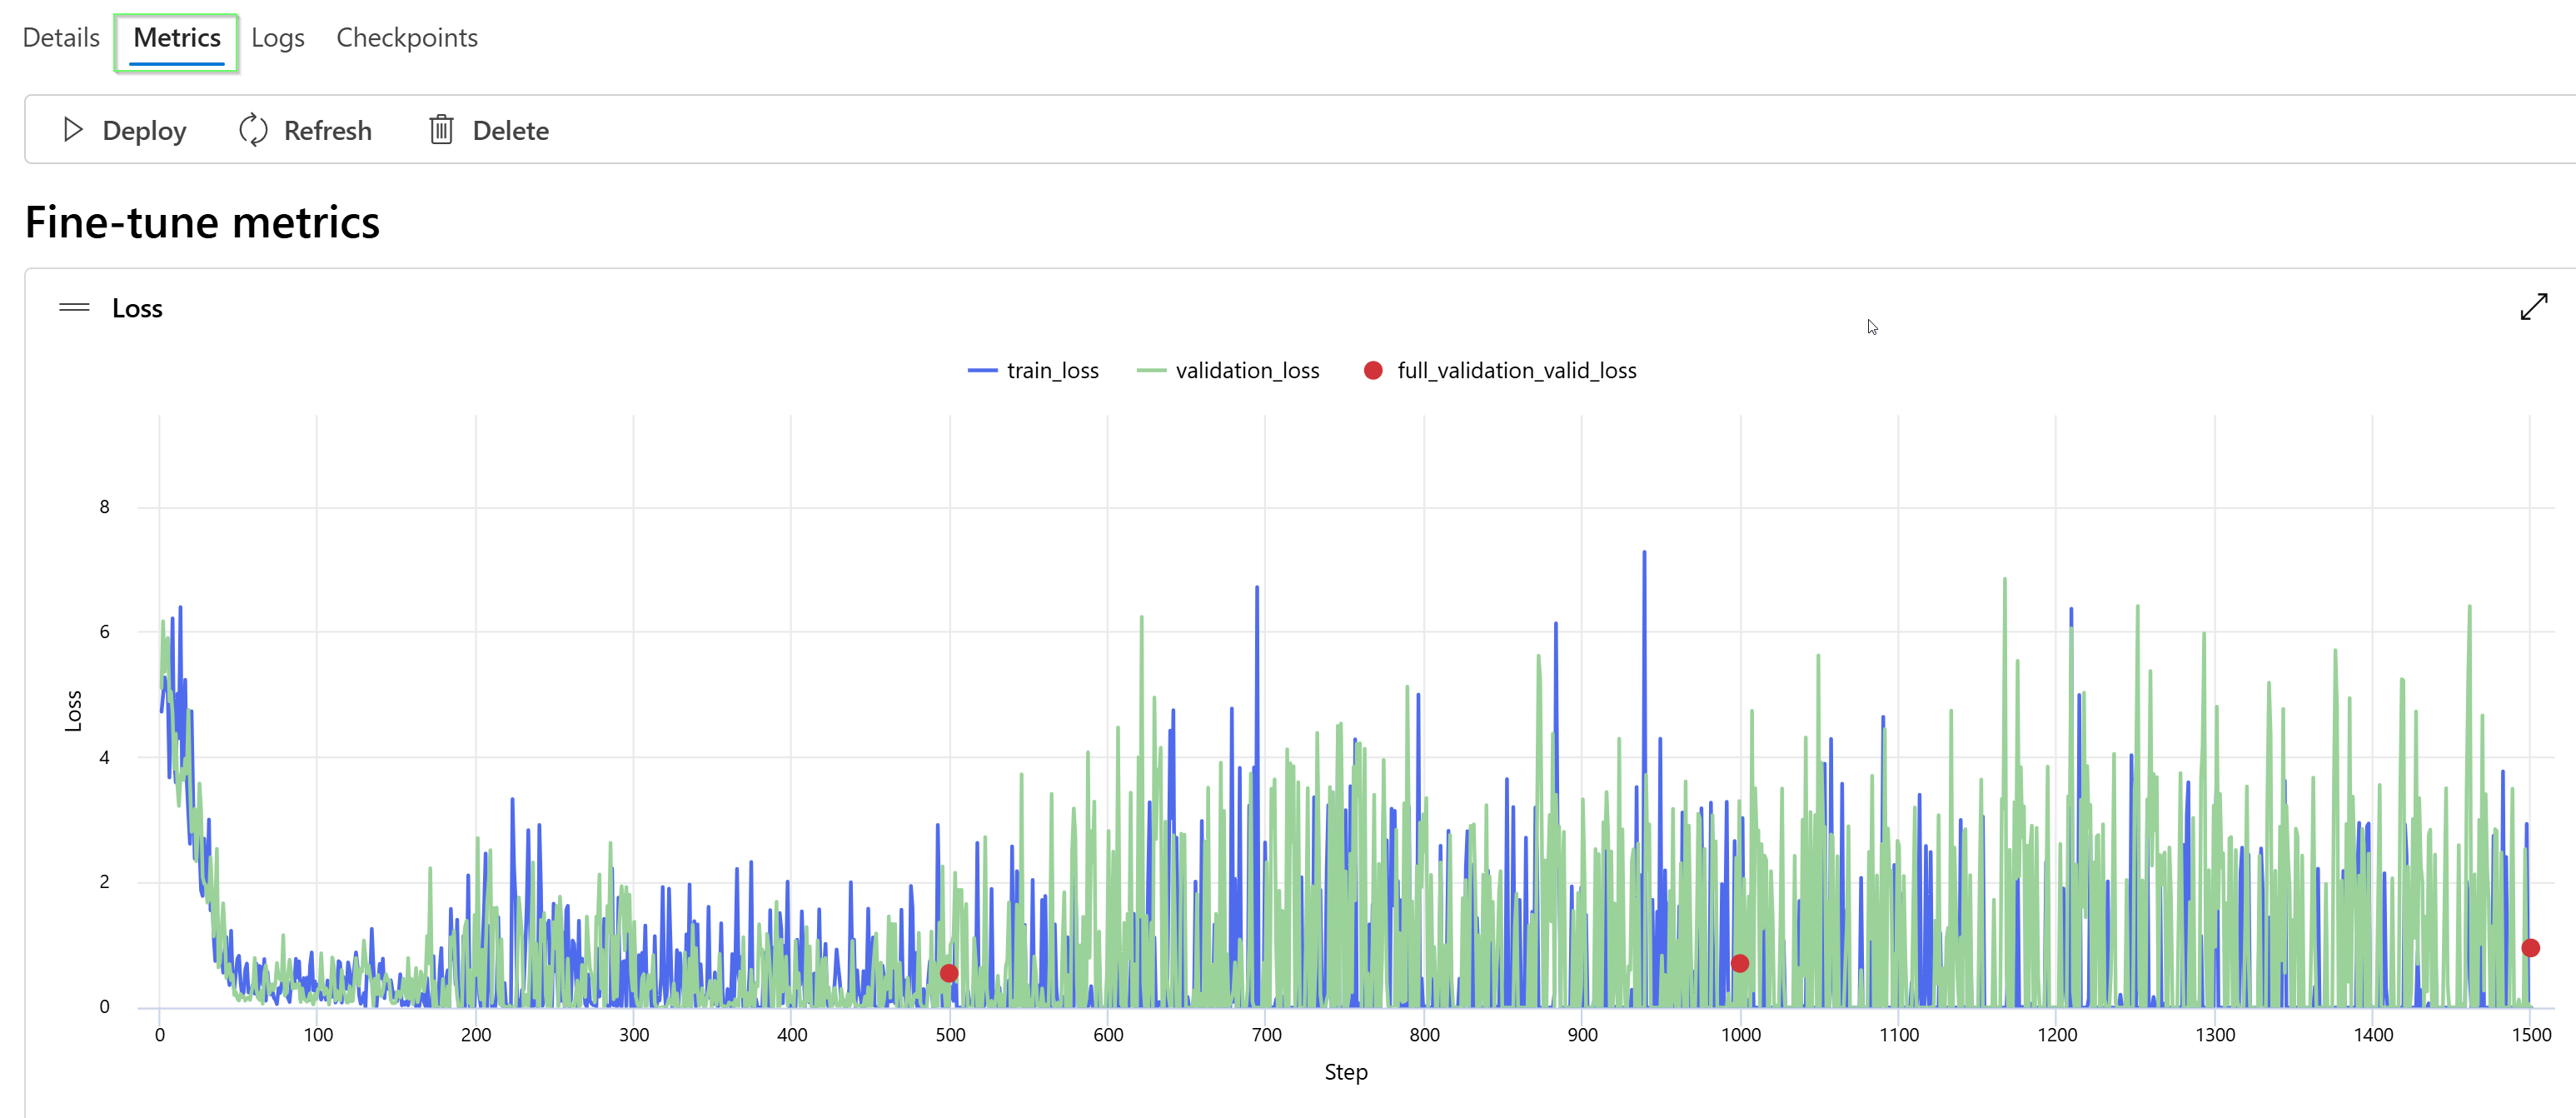 Details Metrics Logs Checkpoints
Deploy Refresh Delete
Fine-tune metrics
Loss
train_loss validation_loss full_validation_valid_loss
8
6
4
2
0
Loss
0 100 200 300 400 500 600 700 800 900 1000 1100 1200 1300 1400 1500
Step